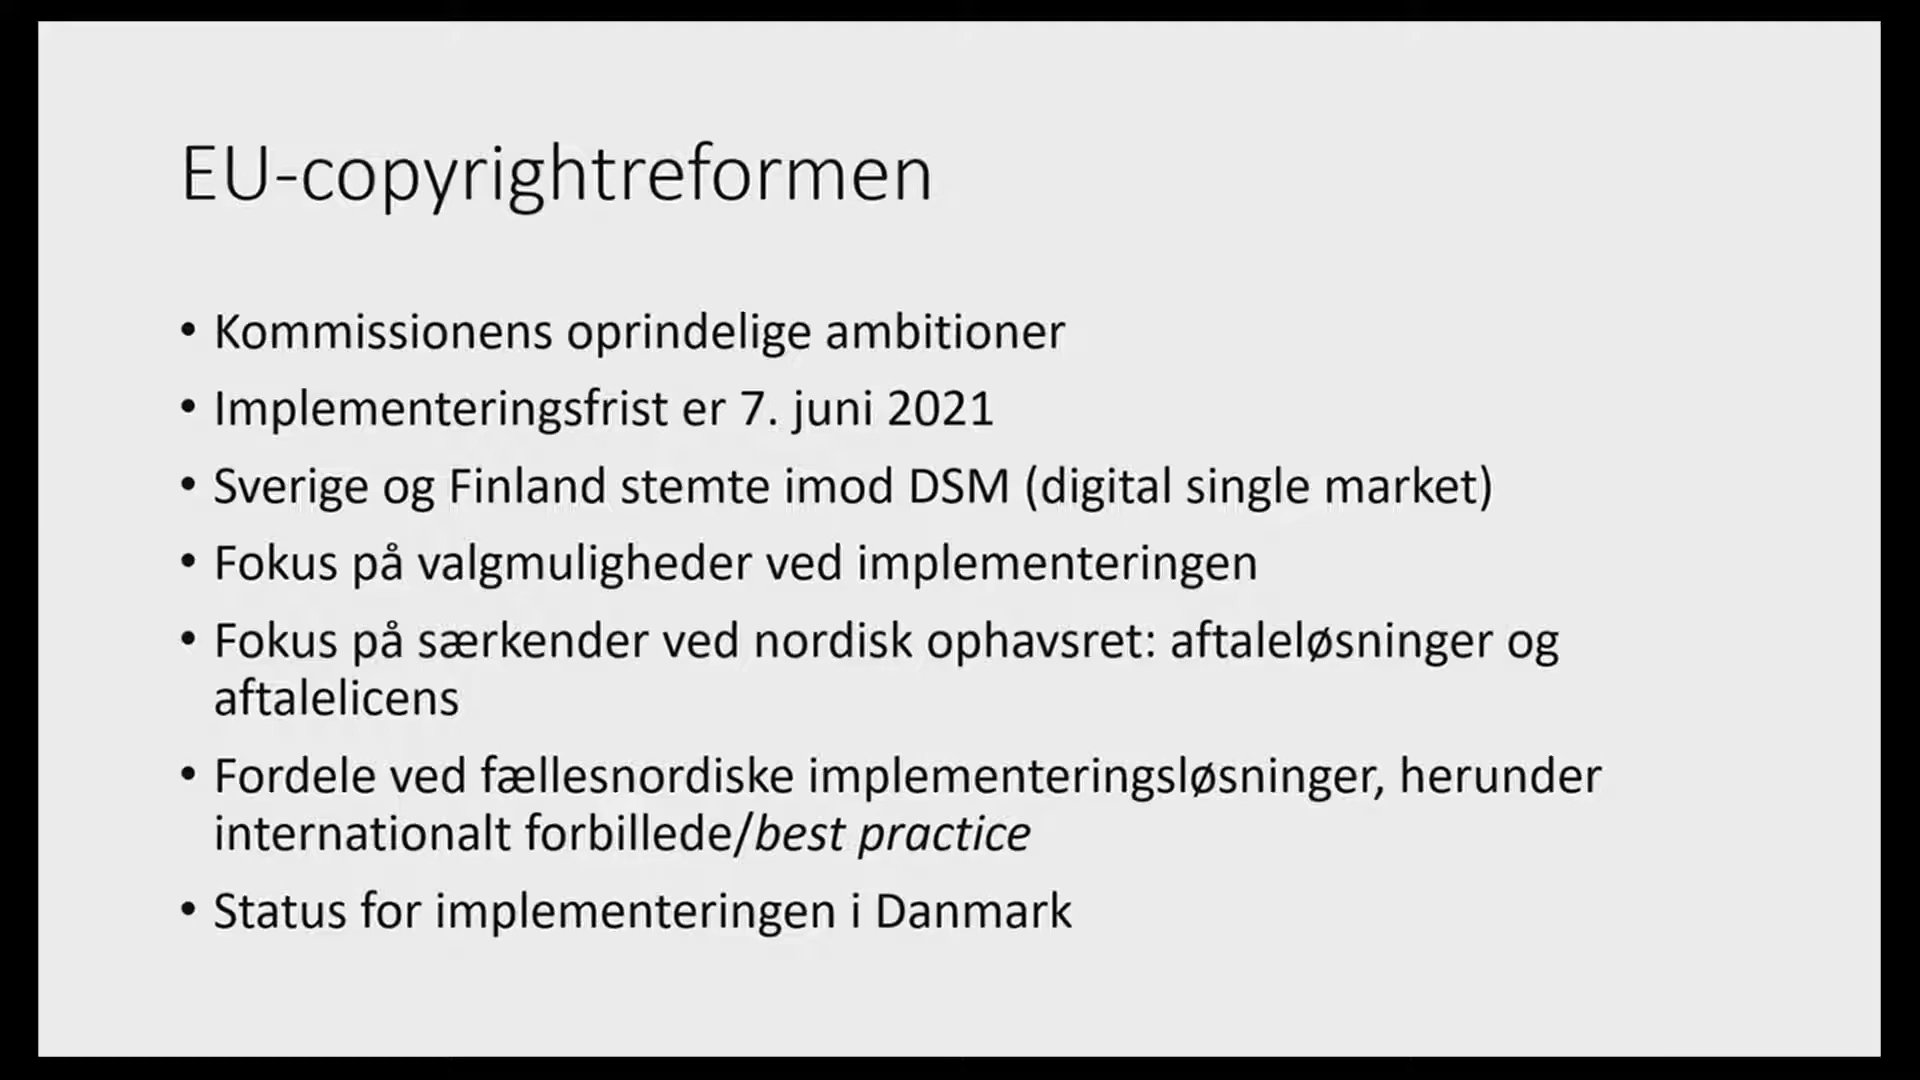 EU-copyrightreformen
• Kommissionens oprindelige ambitioner
• Implementeringsfrist er 7. juni 2021
• Sverige og Finland stemte imod DSM (digital single market)
• Fokus på valgmuligheder ved implementeringen
• Fokus på særkender ved nordisk ophavsret: aftaleløsninger og
aftalelicens
• Fordele ved fællesnordiske implementeringsløsninger, herunder
internationalt forbillede/best practice
• Status for implementeringen i Danmark